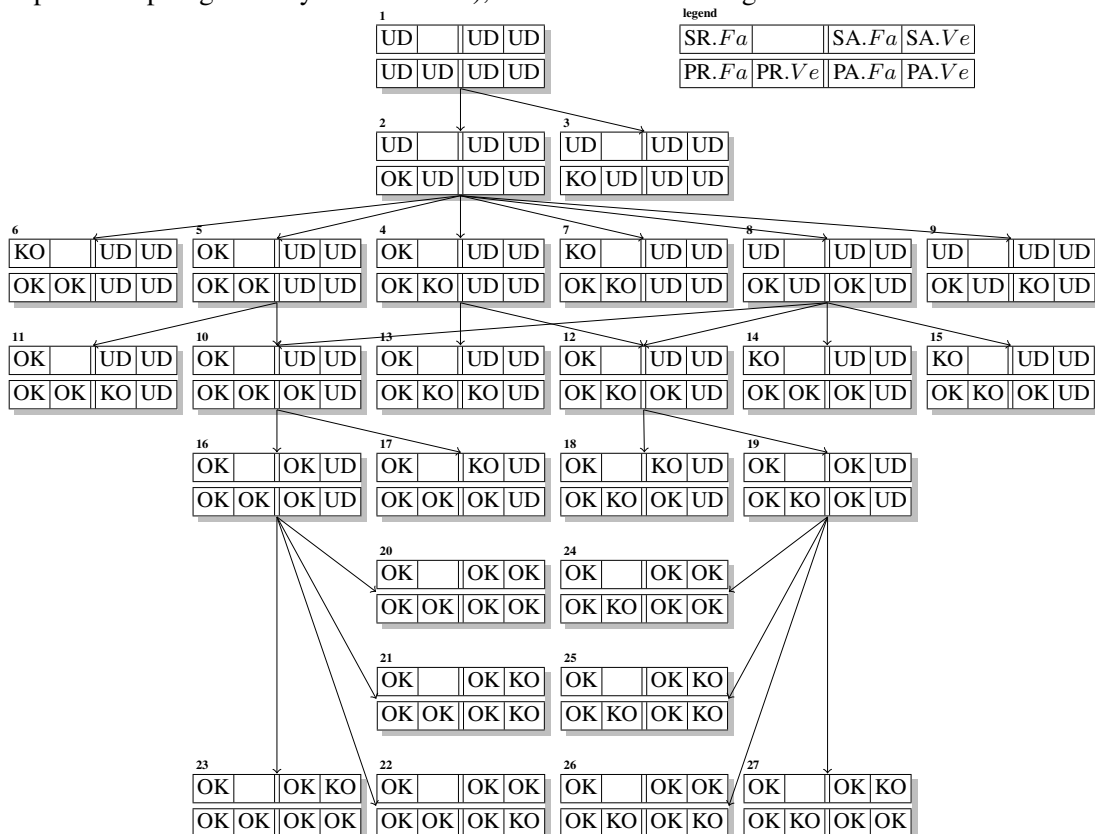 1 legend
UD UD UD SR.Fa SA.Fa SA.Ve
UD UD UD UD PR.Fa PR.Ve PA.Fa PA.Ve
2 3
UD UD UD UD UD UD
OK UD UD UD KO UD UD UD
6 5 4 7 8 9
KO UD UD OK UD UD OK UD UD KO UD UD UD UD UD UD UD UD
OK OK UD UD OK OK UD UD OK KO UD UD OK KO UD UD OK UD OK UD OK UD KO UD
11 10 13 12 14 15
OK UD UD OK UD UD OK UD UD OK UD UD KO UD UD KO UD UD
OK OK KO UD OK OK OK UD OK KO KO UD OK KO OK UD OK OK OK UD OK KO OK UD
16 17 18 19
OK OK UD OK KO UD OK KO UD OK OK UD
OK OK OK UD OK OK OK UD OK KO OK UD OK KO OK UD
20 24
OK OK OK OK OK OK
OK OK OK OK OK KO OK OK
21 25
OK OK KO OK OK KO
OK OK OK KO OK KO OK KO
23 22 26 27
OK OK KO OK OK OK OK OK OK OK OK KO
OK OK OK OK OK OK OK KO OK KO OK KO OK KO OK OK